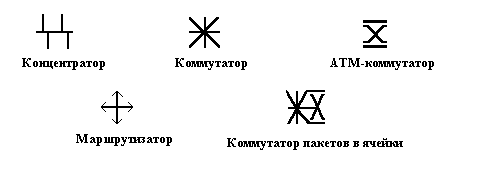 Концентратор
Коммутатор
АТМ-коммутатор
Маршрутизатор
Коммутатор пакетов в ячейки